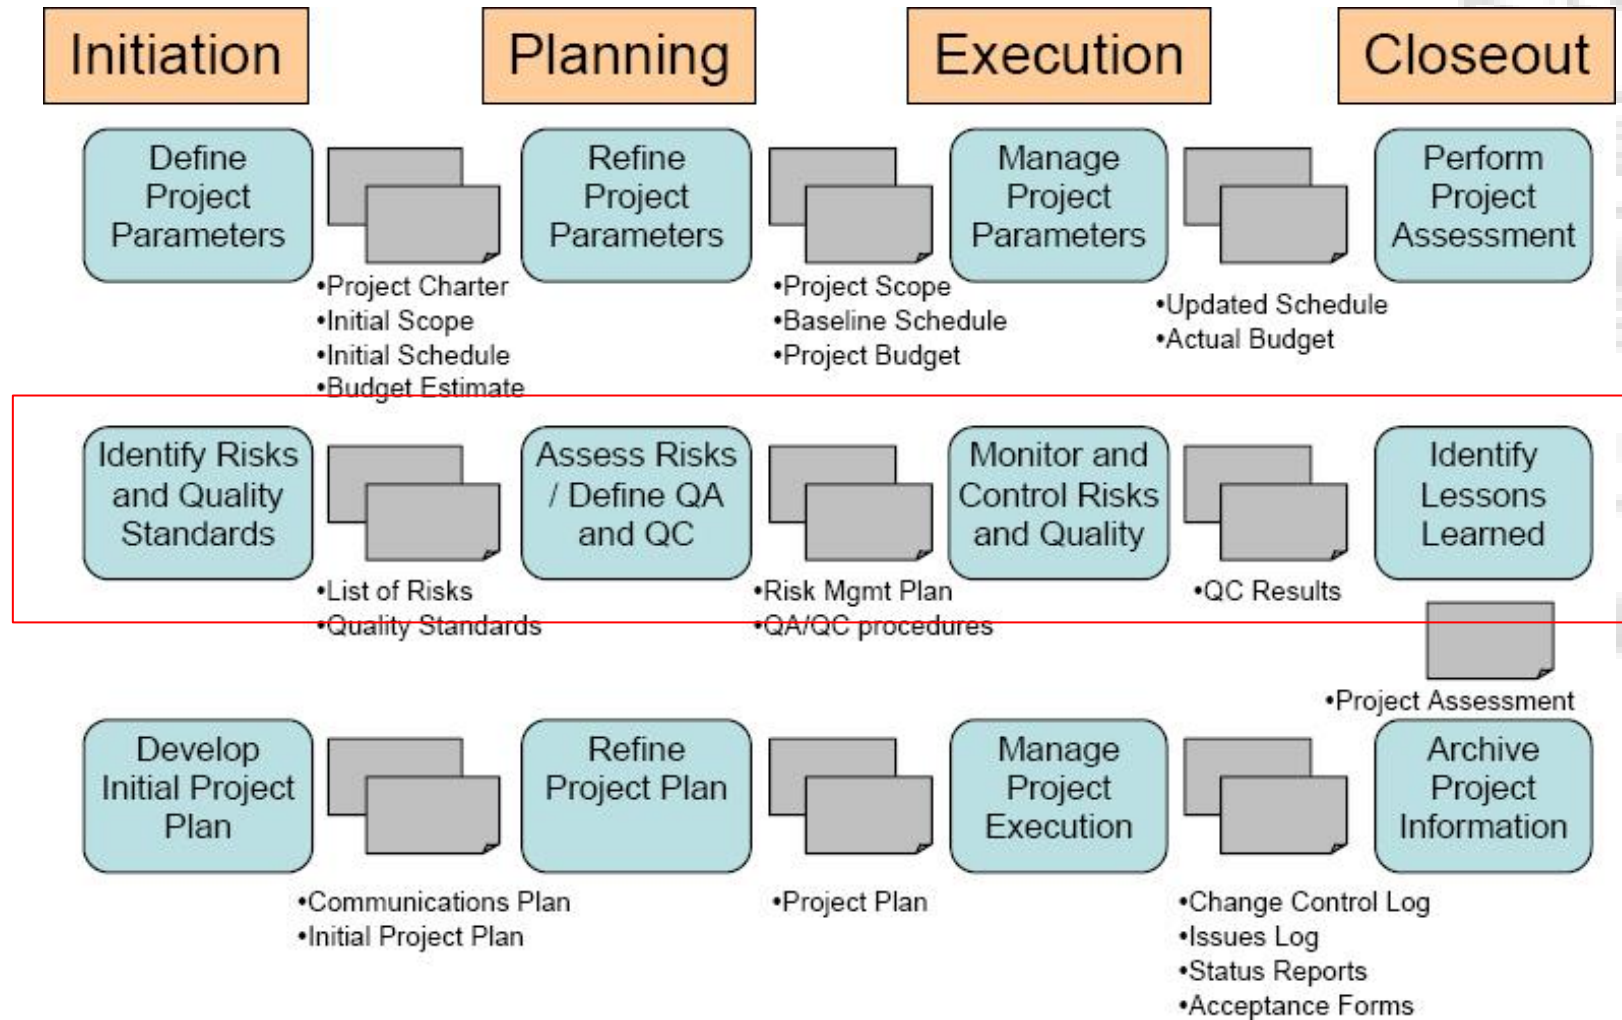 Initiation
Planning
Execution
Closeout
Define
Project
Parameters
Refine
Project
Parameters
Manage
Project
Parameters
Perform
Project
Assessment
•Project Charter
•Initial Scope
•Initial Schedule
•Budget Estimate
•Project Scope
•Baseline Schedule
•Project Budget
•Updated Schedule
•Actual Budget
Identify Risks
and Quality
Standards
Assess Risks
/ Define QA
and QC
Monitor and
Control Risks
and Quality
Identify
Lessons
Learned
•List of Risks
•Quality Standards
•Risk Mgmt Plan
•QA/QC procedures
•QC Results
•Project Assessment
Develop
Initial Project
Plan
Refine
Project Plan
Manage
Project
Execution
Archive
Project
Information
•Communications Plan
•Initial Project Plan
•Project Plan
•Change Control Log
•Issues Log
•Status Reports
•Acceptance Forms